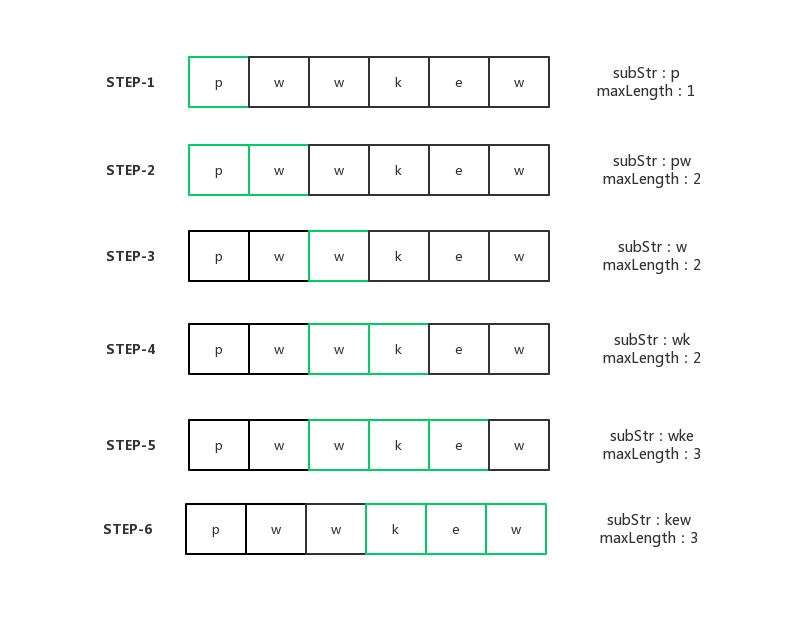 STEP-1 p w w k e w subStr : p
maxLength : 1
STEP-2 p w w k e w subStr : pw
maxLength : 2
STEP-3 p w w k e w subStr : w
maxLength : 2
STEP-4 p w w k e w subStr : wk
maxLength : 2
STEP-5 p w w k e w subStr : wke
maxLength : 3
STEP-6 p w w k e w subStr : kew
maxLength : 3